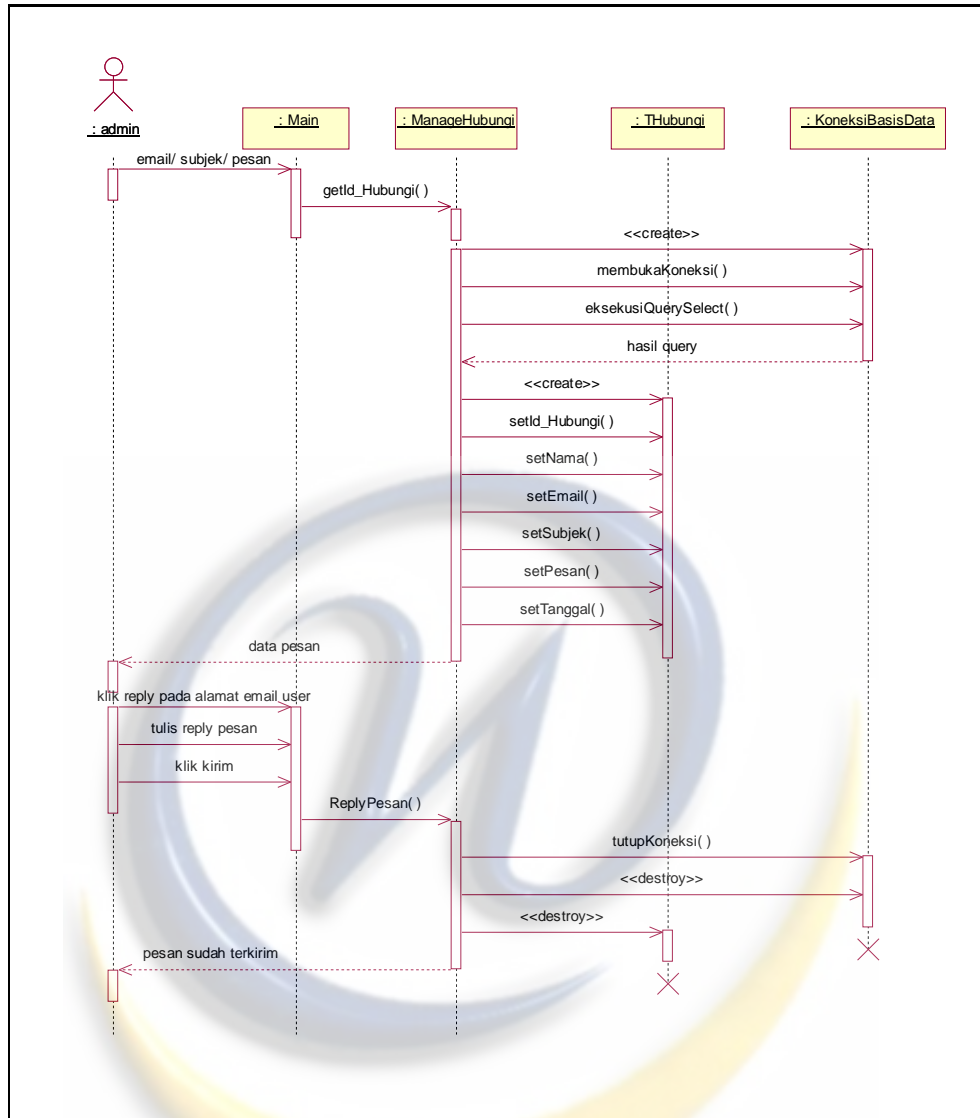 : admin
: Main
: ManageHubungi
: THubungi
: KoneksiBasisData
email/ subjek/ pesan
getId_Hubungi( )
<<create>>
membukaKoneksi( )
eksekusiQuerySelect( )
hasil query
<<create>>
setId_Hubungi( )
setNama( )
setEmail( )
setSubjek( )
setPesan( )
setTanggal( )
data pesan
klik reply pada alamat email user
tulis reply pesan
klik kirim
ReplyPesan( )
tutupKoneksi( )
<<destroy>>
<<destroy>>
pesan sudah terkirim